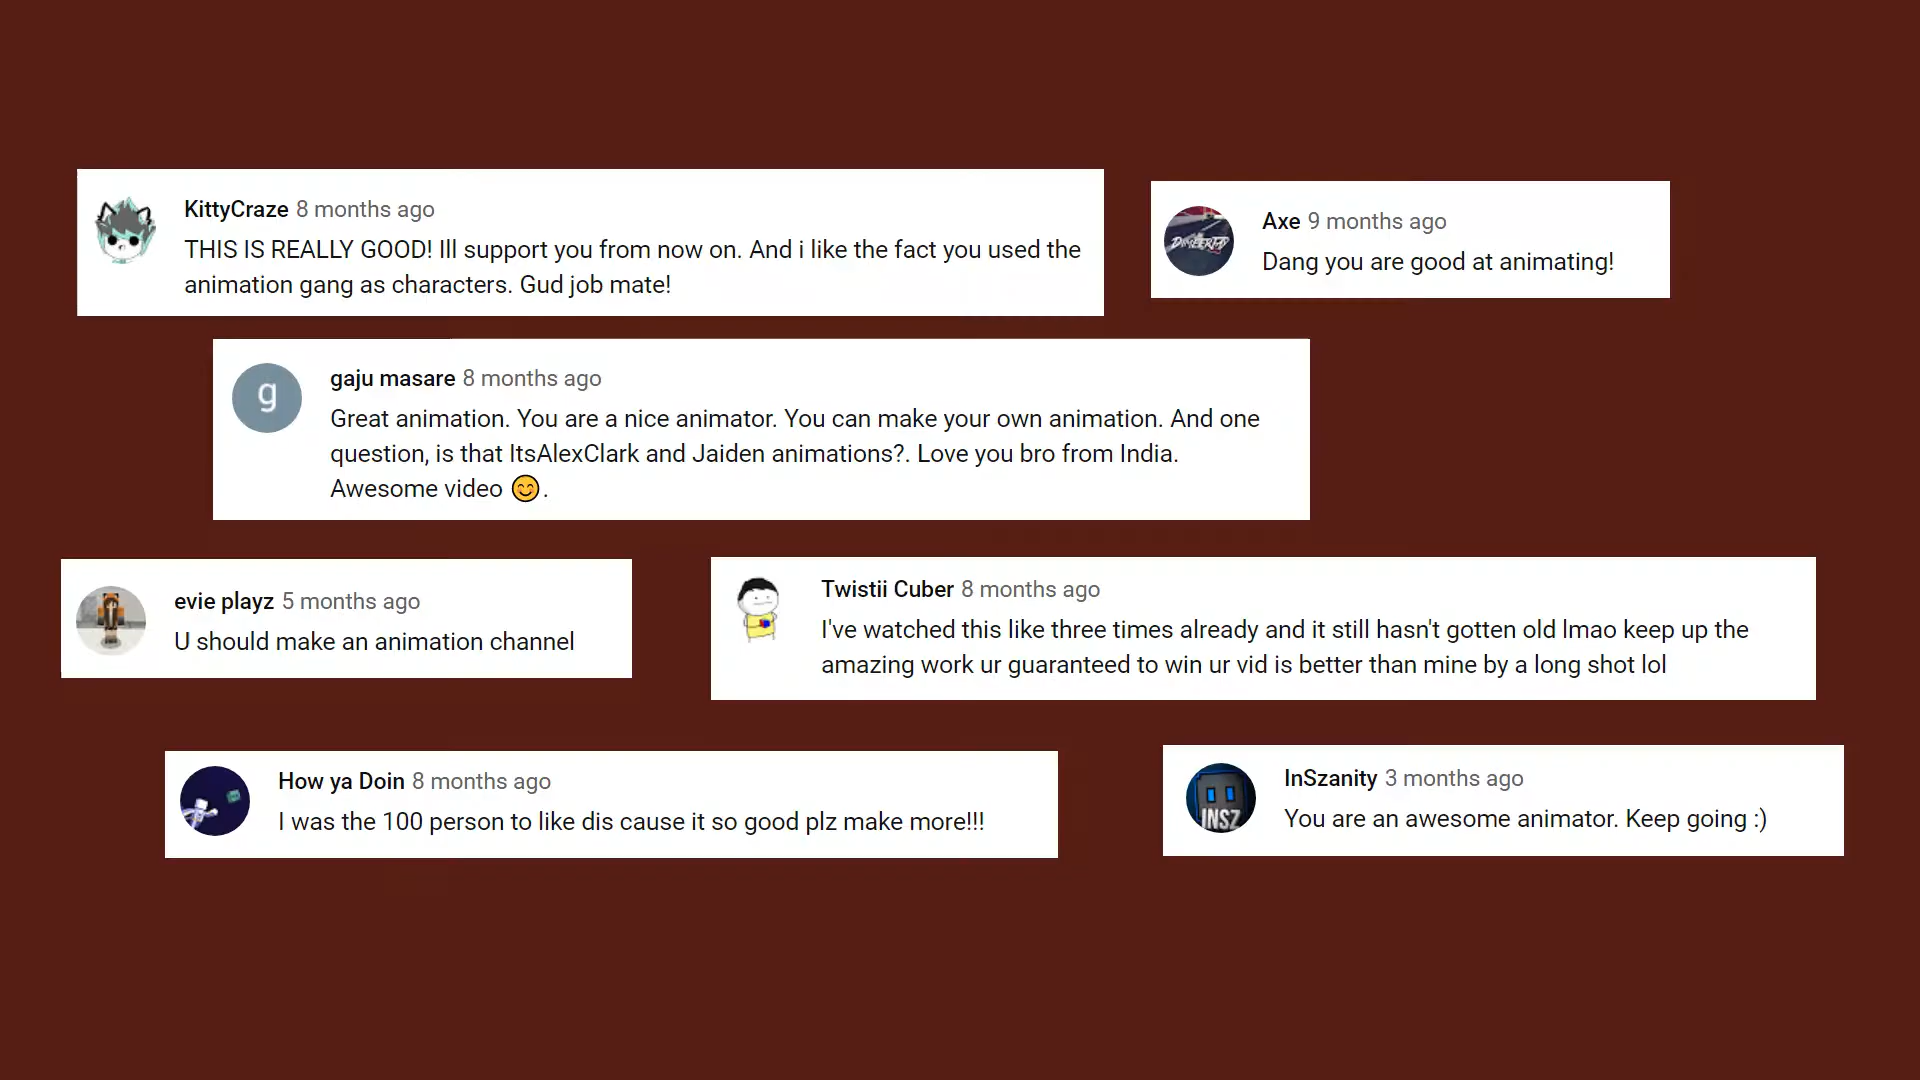 KittyCraze 8 months ago
THIS IS REALLY GOOD! Ill support you from now on. And i like the fact you used the
animation gang as characters. Gud job mate!
Axe 9 months ago
Dang you are good at animating!
g
gaju masare 8 months ago
Great animation. You are a nice animator. You can make your own animation. And one
question, is that ItsAlexClark and Jaiden animations?. Love you bro from India.
Awesome video 😊.
evie playz 5 months ago
U should make an animation channel
Twistii Cuber 8 months ago
I've watched this like three times already and it still hasn't gotten old lmao keep up the
amazing work ur guaranteed to win ur vid is better than mine by a long shot lol
How ya Doin 8 months ago
I was the 100 person to like dis cause it so good plz make more!!!
INSZ
InSzanity 3 months ago
You are an awesome animator. Keep going :)